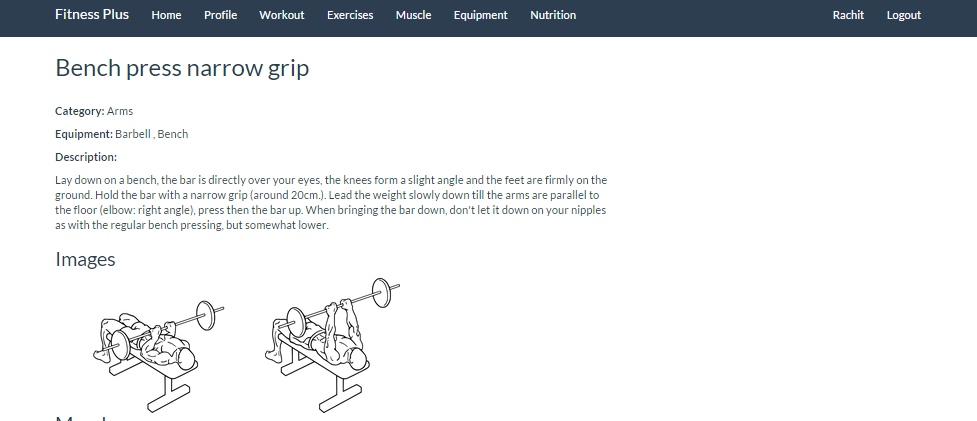 Fitness Plus Home Profile Workout Exercises Muscle Equipment Nutrition Rachit Logout
Bench press narrow grip
Category: Arms
Equipment: Barbell , Bench
Description:
Lay down on a bench, the bar is directly over your eyes, the knees form a slight angle and the feet are firmly on the
ground. Hold the bar with a narrow grip (around 20cm.). Lead the weight slowly down till the arms are parallel to
the floor (elbow: right angle), press then the bar up. When bringing the bar down, don't let it down on your nipples
as with the regular bench pressing, but somewhat lower.
Images